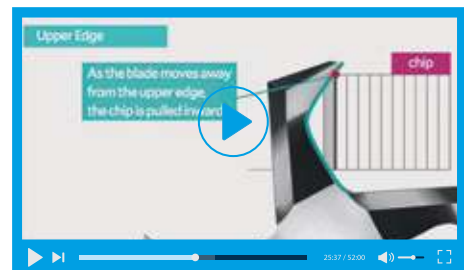 Upper Edge
chip
As the blade moves away
from the upper edge,
the chip is pulled inward
25:37 / 52:00